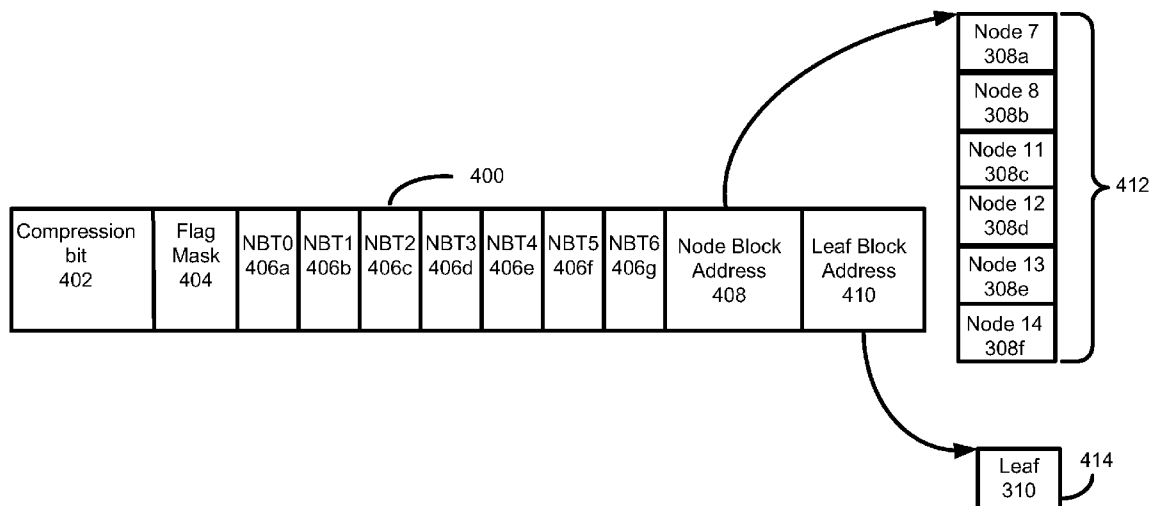 Node 7
308a
Node 8
308b
Node 11
308c
Node 12
308d
Node 13
308e
Node 14
308f
412
400
Compression
bit
402
Flag
Mask
404
NBT0
406a
NBT1
406b
NBT2
406c
NBT3
406d
NBT4
406e
NBT5
406f
NBT6
406g
Node Block
Address
408
Leaf Block
Address
410
Leaf
310
414